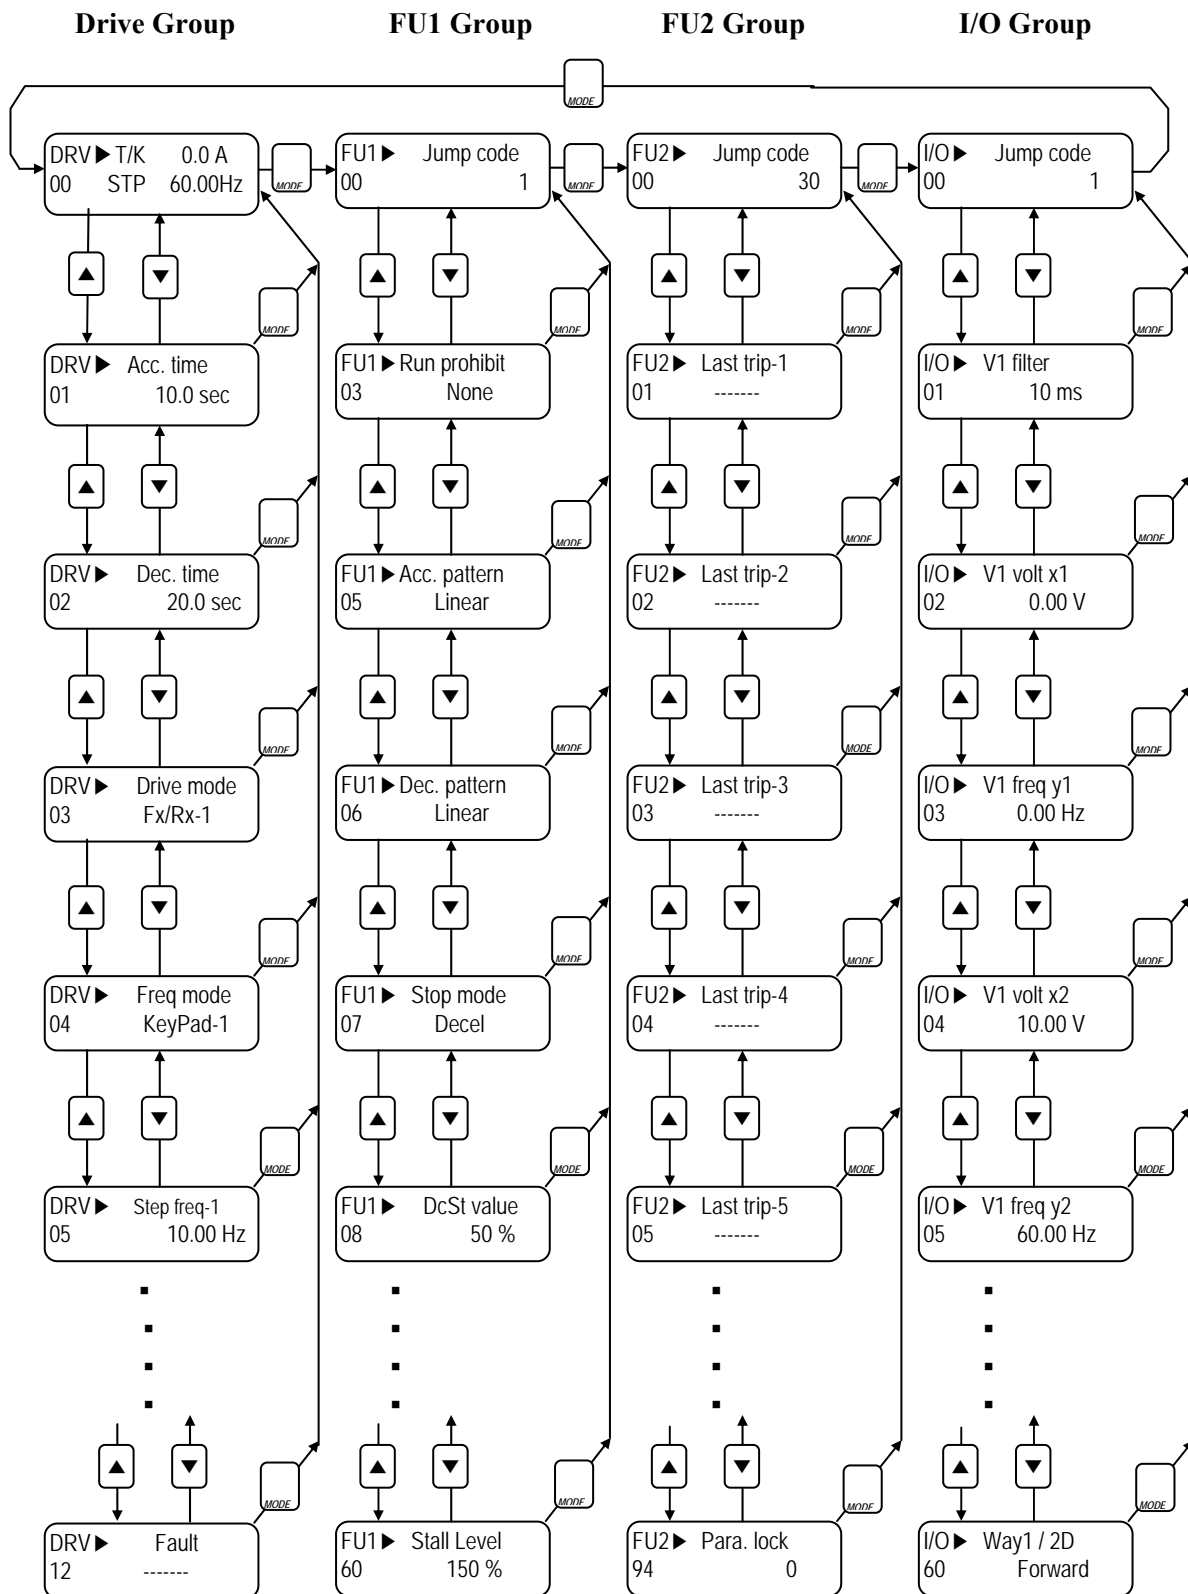 Drive Group FU1 Group FU2 Group I/O Group
MODE
DRV▶ T/K 0.0 A
00 STP 60.00Hz
MODE
FU1▶ Jump code
00 1
MODE
FU2▶ Jump code
00 30
MODE
I/O▶ Jump code
00 1
▲ ▼ ▲ ▼ ▲ ▼ ▲ ▼
MODE MODE MODE MODE
DRV▶ Acc. time
01 10.0 sec
FU1▶ Run prohibit
03 None
FU2▶ Last trip-1
01 -------
I/O▶ V1 filter
01 10 ms
▲ ▼ ▲ ▼ ▲ ▼ ▲ ▼
MODE MODE MODE MODE
DRV▶ Dec. time
02 20.0 sec
FU1▶ Acc. pattern
05 Linear
FU2▶ Last trip-2
02 -------
I/O▶ V1 volt x1
02 0.00 V
▲ ▼ ▲ ▼ ▲ ▼ ▲ ▼
MODE MODE MODE MODE
DRV▶ Drive mode
03 Fx/Rx-1
FU1▶ Dec. pattern
06 Linear
FU2▶ Last trip-3
03 -------
I/O▶ V1 freq y1
03 0.00 Hz
▲ ▼ ▲ ▼ ▲ ▼ ▲ ▼
MODE MODE MODE MODE
DRV▶ Freq mode
04 KeyPad-1
FU1▶ Stop mode
07 Decel
FU2▶ Last trip-4
04 -------
I/O▶ V1 volt x2
04 10.00 V
▲ ▼ ▲ ▼ ▲ ▼ ▲ ▼
MODE MODE MODE MODE
DRV▶ Step freq-1
05 10.00 Hz
FU1▶ DcSt value
08 50 %
FU2▶ Last trip-5
05 -------
I/O▶ V1 freq y2
05 60.00 Hz
▲ ▼ ▲ ▼ ▲ ▼ ▲ ▼
MODE MODE MODE MODE
DRV▶ Fault
12 -------
FU1▶ Stall Level
60 150 %
FU2▶ Para. lock
94 0
I/O▶ Way1 / 2D
60 Forward